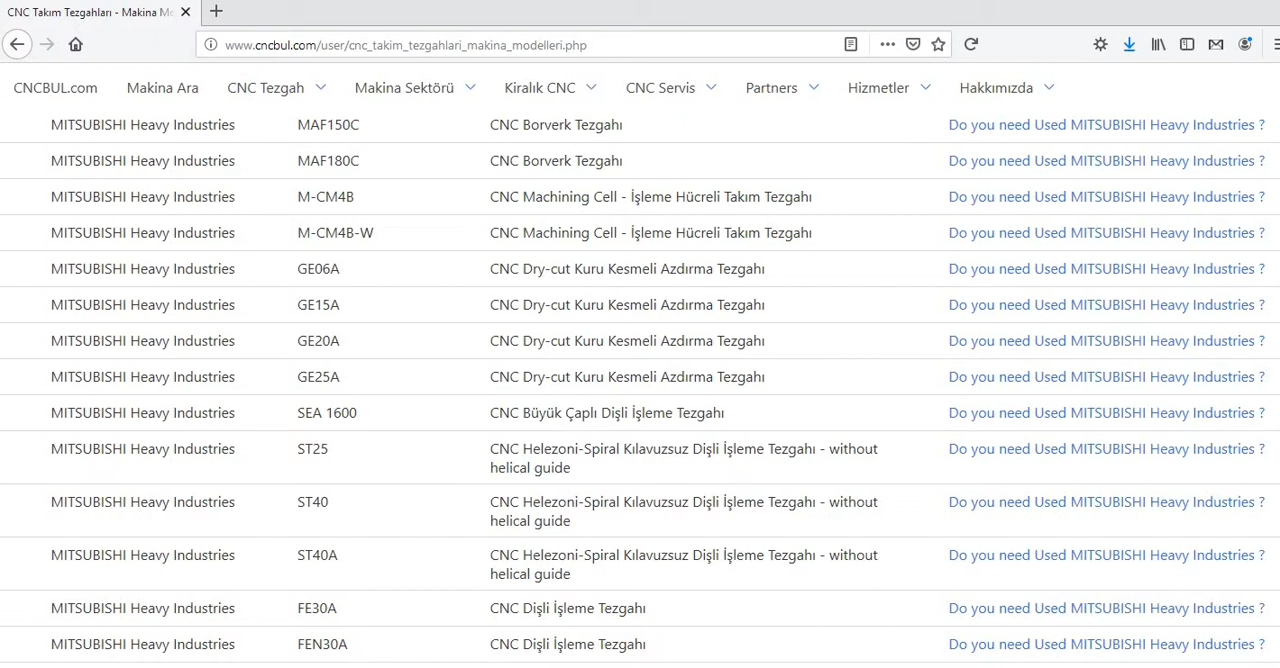 CNC Takım Tezgahları - Makina Mo
www.cncbul.com/user/cnc_takim_tezgahlari_makina_modelleri.php
CNCBUL.com Makina Ara CNC Tezgah Makina Sektörü Kiralık CNC CNC Servis Partners Hizmetler Hakkımızda
MITSUBISHI Heavy Industries MAF150C CNC Borverk Tezgahı Do you need Used MITSUBISHI Heavy Industries ?
MITSUBISHI Heavy Industries MAF180C CNC Borverk Tezgahı Do you need Used MITSUBISHI Heavy Industries ?
MITSUBISHI Heavy Industries M-CM4B CNC Machining Cell - İşleme Hücreli Takım Tezgahı Do you need Used MITSUBISHI Heavy Industries ?
MITSUBISHI Heavy Industries M-CM4B-W CNC Machining Cell - İşleme Hücreli Takım Tezgahı Do you need Used MITSUBISHI Heavy Industries ?
MITSUBISHI Heavy Industries GE06A CNC Dry-cut Kuru Kesmeli Azdırma Tezgahı Do you need Used MITSUBISHI Heavy Industries ?
MITSUBISHI Heavy Industries GE15A CNC Dry-cut Kuru Kesmeli Azdırma Tezgahı Do you need Used MITSUBISHI Heavy Industries ?
MITSUBISHI Heavy Industries GE20A CNC Dry-cut Kuru Kesmeli Azdırma Tezgahı Do you need Used MITSUBISHI Heavy Industries ?
MITSUBISHI Heavy Industries GE25A CNC Dry-cut Kuru Kesmeli Azdırma Tezgahı Do you need Used MITSUBISHI Heavy Industries ?
MITSUBISHI Heavy Industries SEA 1600 CNC Büyük Çaplı Dişli İşleme Tezgahı Do you need Used MITSUBISHI Heavy Industries ?
MITSUBISHI Heavy Industries ST25 CNC Helezoni-Spiral Kılavuzsuz Dişli İşleme Tezgahı - without Do you need Used MITSUBISHI Heavy Industries ?
helical guide
MITSUBISHI Heavy Industries ST40 CNC Helezoni-Spiral Kılavuzsuz Dişli İşleme Tezgahı - without Do you need Used MITSUBISHI Heavy Industries ?
helical guide
MITSUBISHI Heavy Industries ST40A CNC Helezoni-Spiral Kılavuzsuz Dişli İşleme Tezgahı - without Do you need Used MITSUBISHI Heavy Industries ?
helical guide
MITSUBISHI Heavy Industries FE30A CNC Dişli İşleme Tezgahı Do you need Used MITSUBISHI Heavy Industries ?
MITSUBISHI Heavy Industries FEN30A CNC Dişli İşleme Tezgahı Do you need Used MITSUBISHI Heavy Industries ?